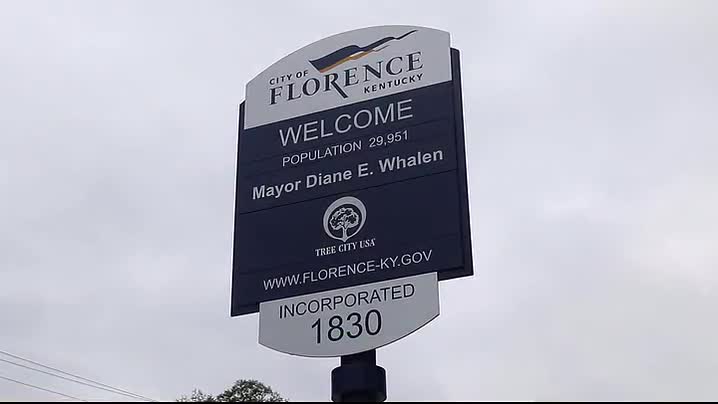 CITY OF
FLORENCE
KENTUCKY
WELCOME
POPULATION 29,951
Mayor Diane E. Whalen
TREE CITY USA
WWW.FLORENCE-KY.GOV
INCORPORATED
1830